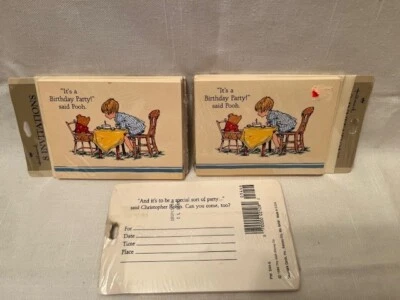 "It's a
Birthday Party!"
said Pooh.
8 INVITATIONS
"It's a
Birthday Party!"
said Pooh.
"And it's to be a special sort of party..."
said Christopher Robin. Can you come, too?
For
Date
Time
Place